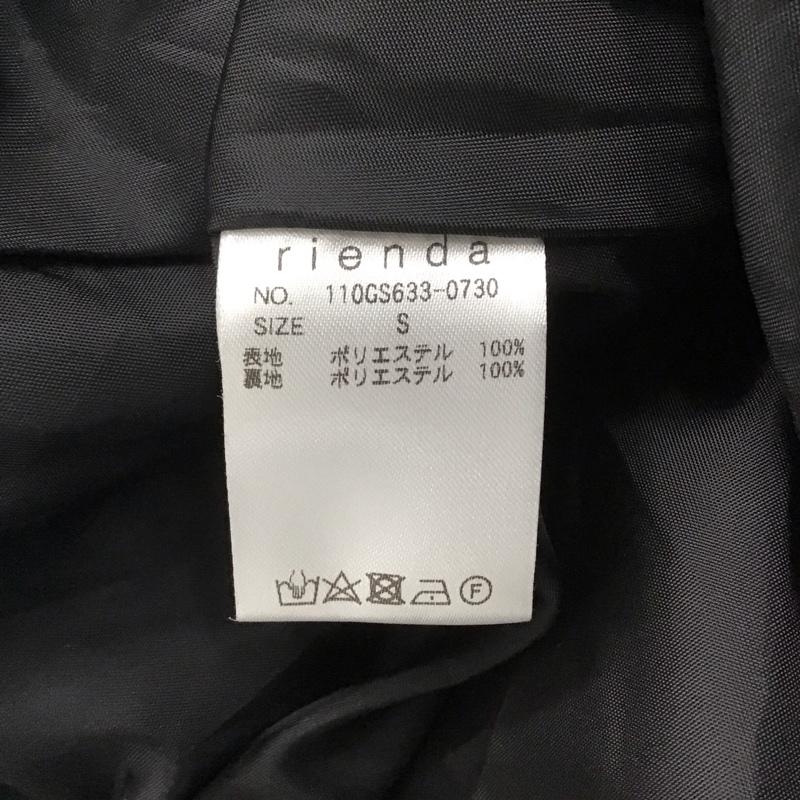 rienda
NO. 110GS633-0730
SIZE S
表地 ポリエステル 100%
裏地 ポリエステル 100%
F